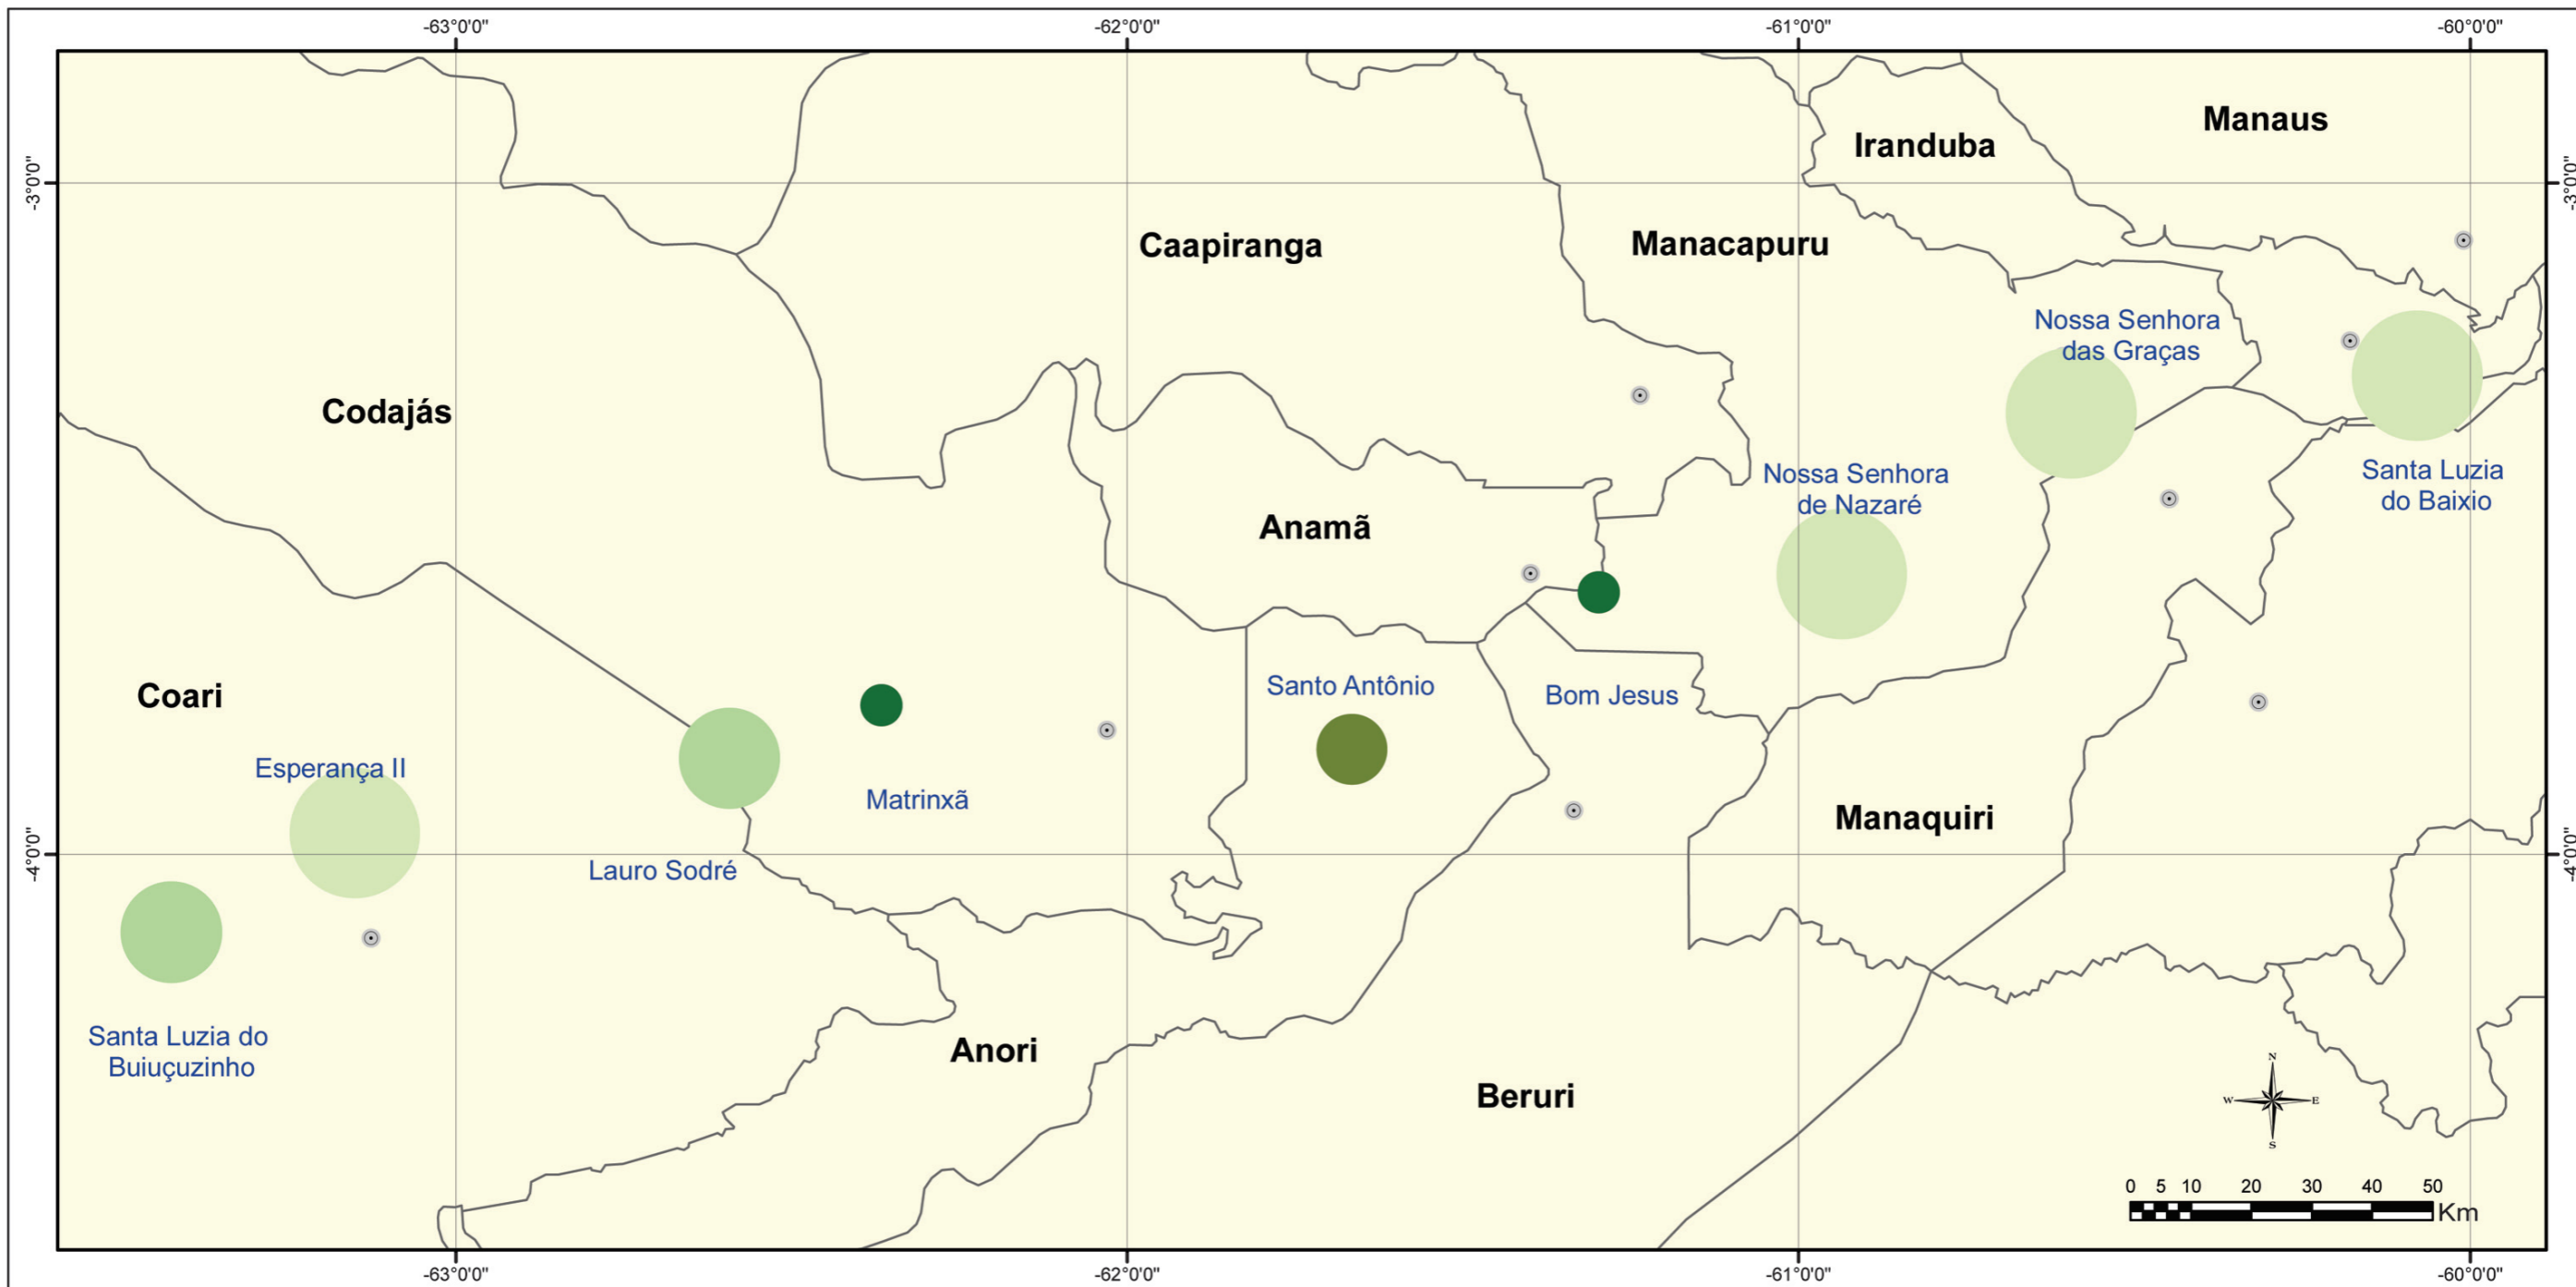 -63°0'0" -62°0'0" -61°0'0" -60°0'0"
Manaus
Iranduba
-3°0'0" -3°0'0"
Caapiranga Manacapuru
Nossa Senhora
das Graças
Codajás
Nossa Senhora
de Nazaré
Santa Luzia
do Baixio
Anamã
Santo Antônio
Bom Jesus
Coari
Esperança II
Matrinxã
Manaquiri
-4°0'0" -4°0'0"
Lauro Sodré
Santa Luzia do
Buiuçuzinho
Anori
Beruri
N
W E
S
0 5 10 20 30 40 50
Km
-63°0'0" -62°0'0" -61°0'0" -60°0'0"